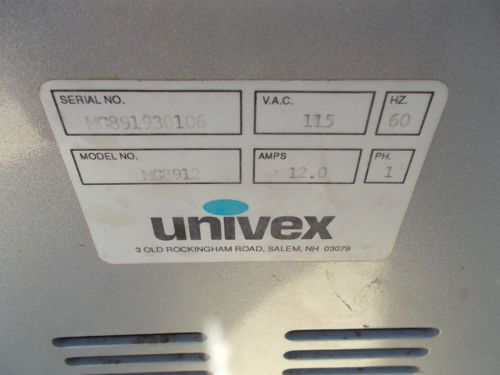 SERIAL NO. V.A.C. HZ.
MG891930106 115 60
MODEL NO. AMPS PH.
MG8912 12.0 1
univex
3 OLD ROCKINGHAM ROAD, SALEM, NH 03079